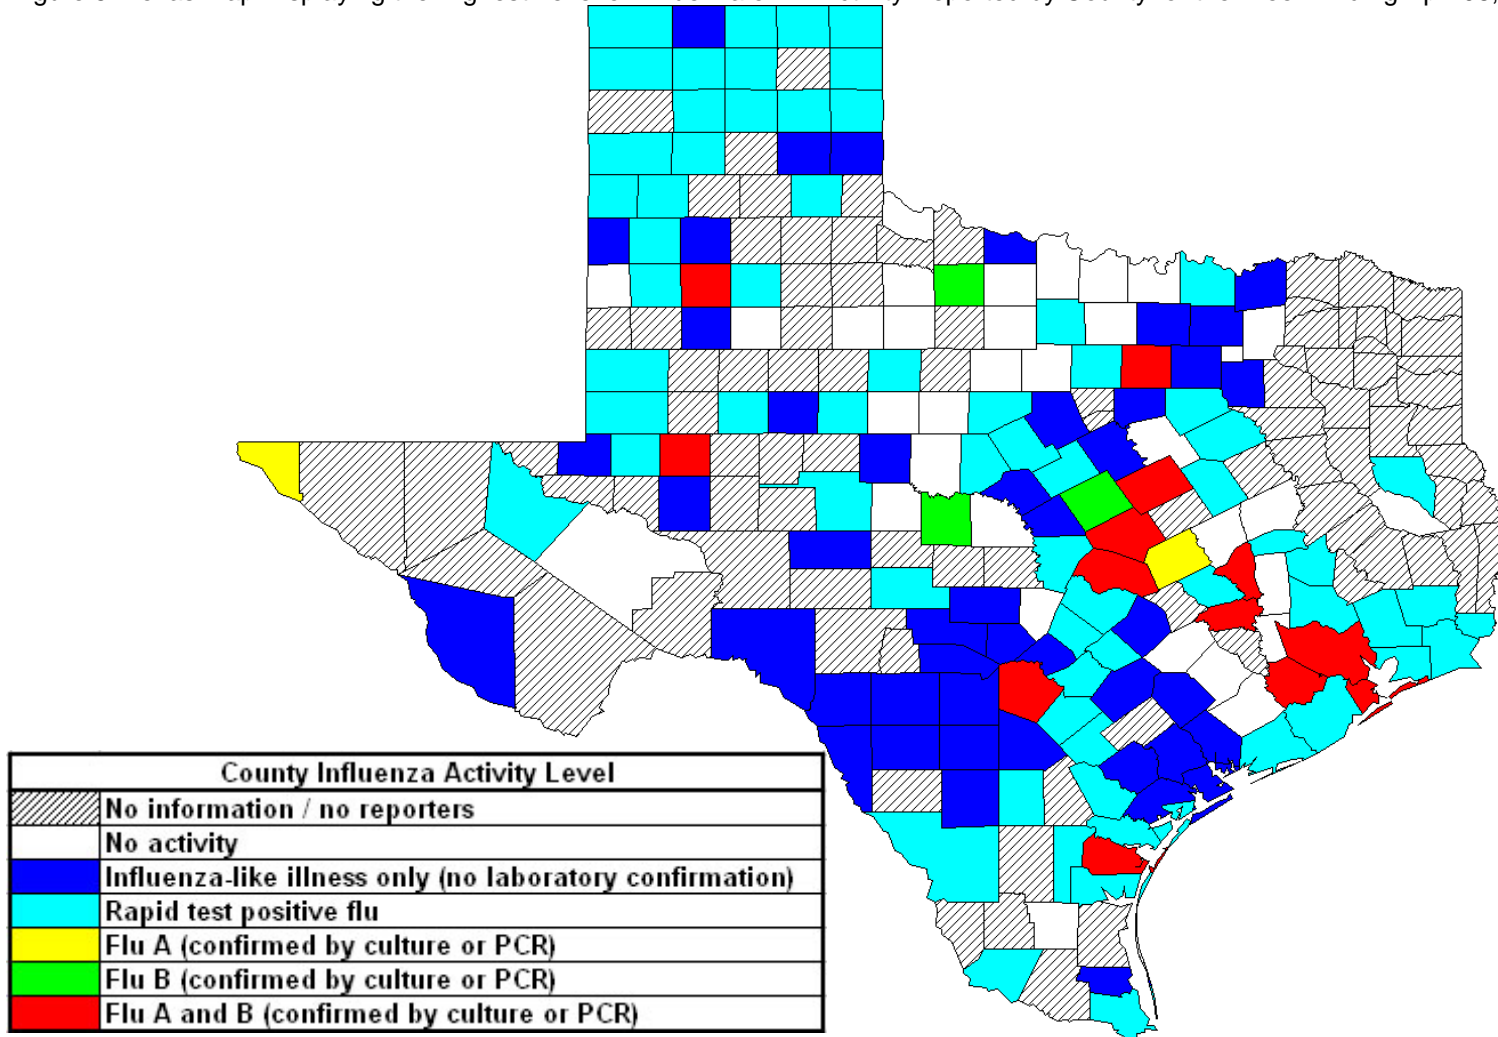 County Influenza Activity Level
No information / no reporters
No activity
Influenza-like illness only (no laboratory confirmation)
Rapid test positive flu
Flu A (confirmed by culture or PCR)
Flu B (confirmed by culture or PCR)
Flu A and B (confirmed by culture or PCR)